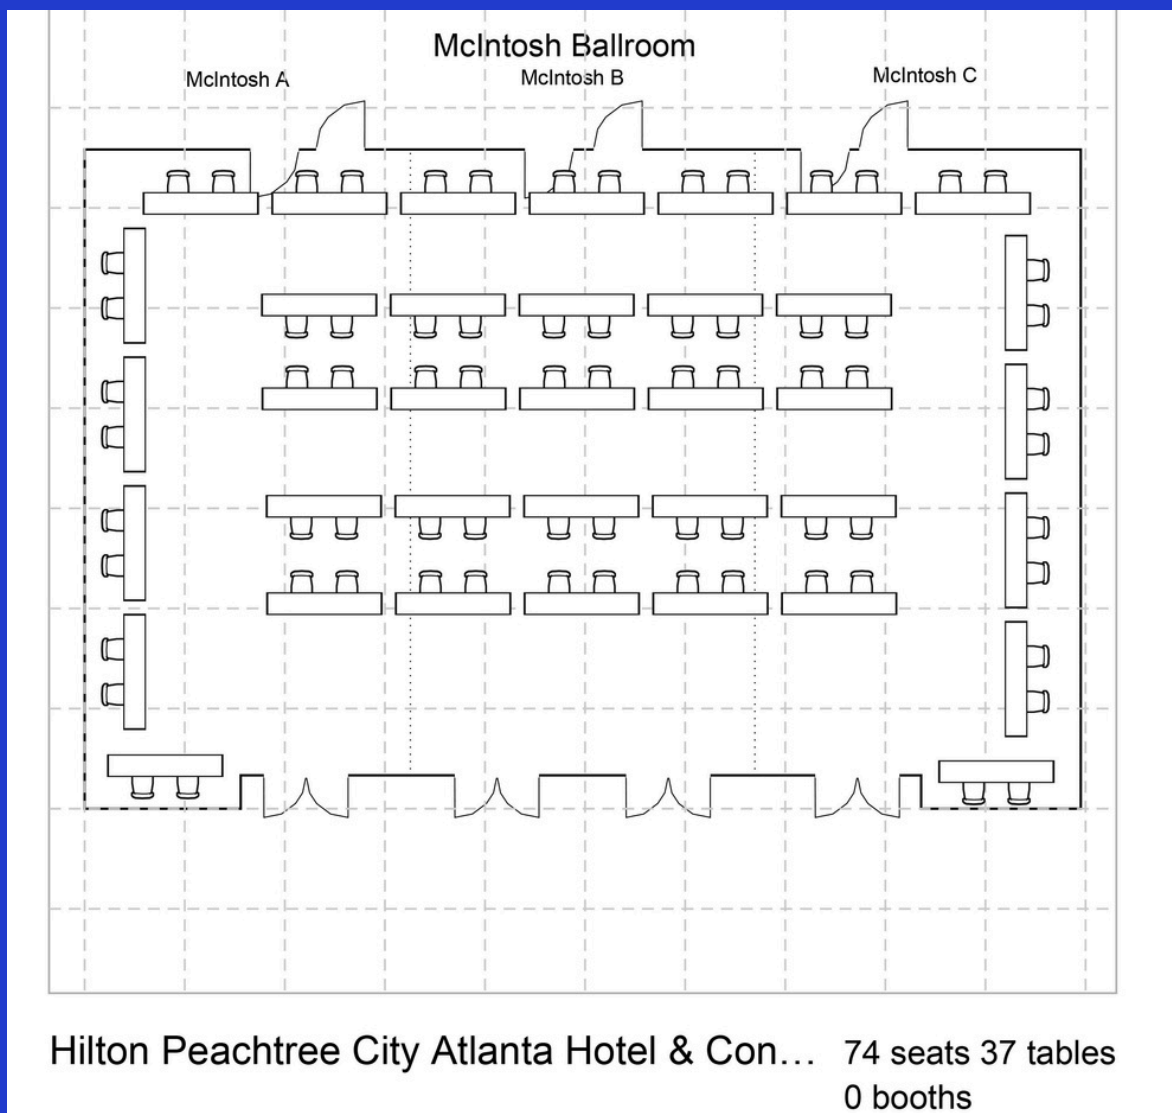 McIntosh Ballroom
McIntosh A
McIntosh B
McIntosh C
Hilton Peachtree City Atlanta Hotel & Con...
74 seats 37 tables
0 booths